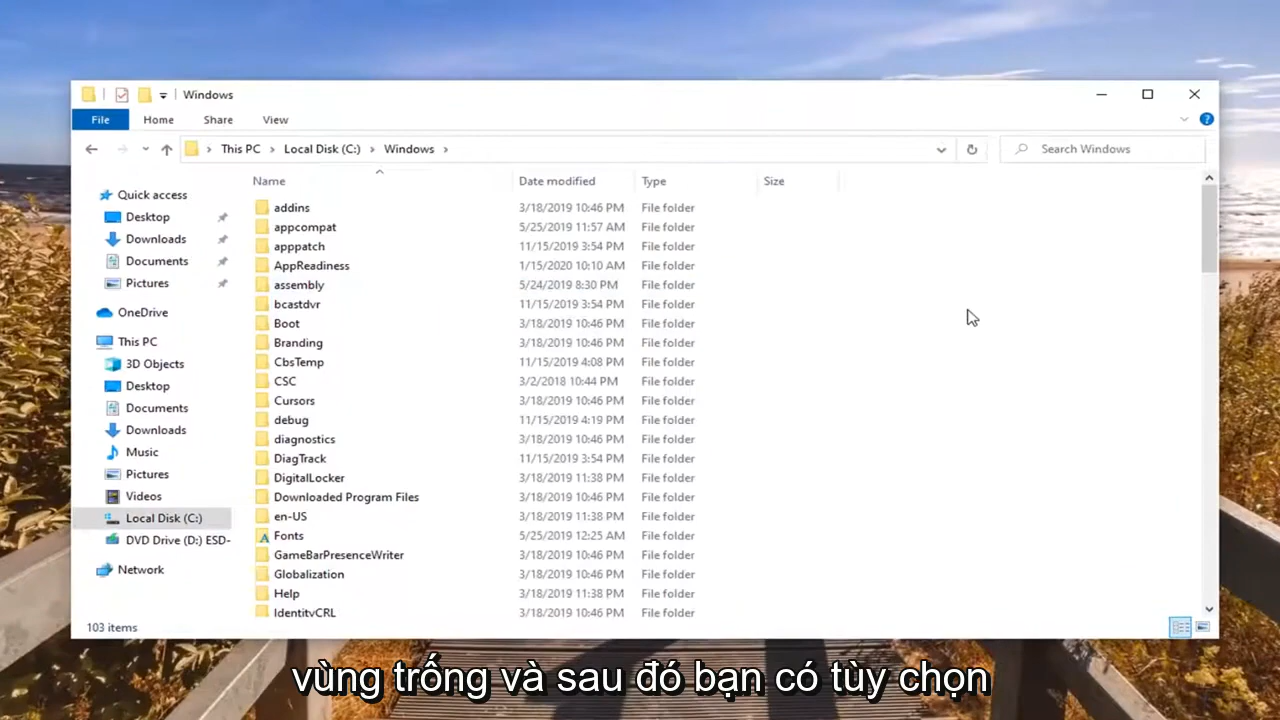 Windows
File
Home
Share
View
This PC
Local Disk (C:)
Windows
Search Windows
Quick access
Desktop
Downloads
Documents
Pictures
OneDrive
This PC
3D Objects
Desktop
Documents
Downloads
Music
Pictures
Videos
Local Disk (C:)
DVD Drive (D:) ESD-
Network
Name Date modified Type Size
addins 3/18/2019 10:46 PM File folder
appcompat 5/25/2019 11:57 AM File folder
apppatch 11/15/2019 3:54 PM File folder
AppReadiness 1/15/2020 10:10 AM File folder
assembly 5/24/2019 8:30 PM File folder
bcastdvr 11/15/2019 3:54 PM File folder
Boot 3/18/2019 10:46 PM File folder
Branding 3/18/2019 10:46 PM File folder
CbsTemp 11/15/2019 4:08 PM File folder
CSC 3/2/2018 10:44 PM File folder
Cursors 3/18/2019 10:46 PM File folder
debug 11/15/2019 4:19 PM File folder
diagnostics 3/18/2019 10:46 PM File folder
DiagTrack 11/15/2019 3:54 PM File folder
DigitalLocker 3/18/2019 11:38 PM File folder
Downloaded Program Files 3/18/2019 10:46 PM File folder
en-US 3/18/2019 11:38 PM File folder
Fonts 5/25/2019 12:25 AM File folder
GameBarPresenceWriter 3/18/2019 10:46 PM File folder
Globalization 3/18/2019 10:46 PM File folder
Help 3/18/2019 11:38 PM File folder
IdentityCRL 3/18/2019 10:46 PM File folder
103 items
vùng trống và sau đó bạn có tùy chọn